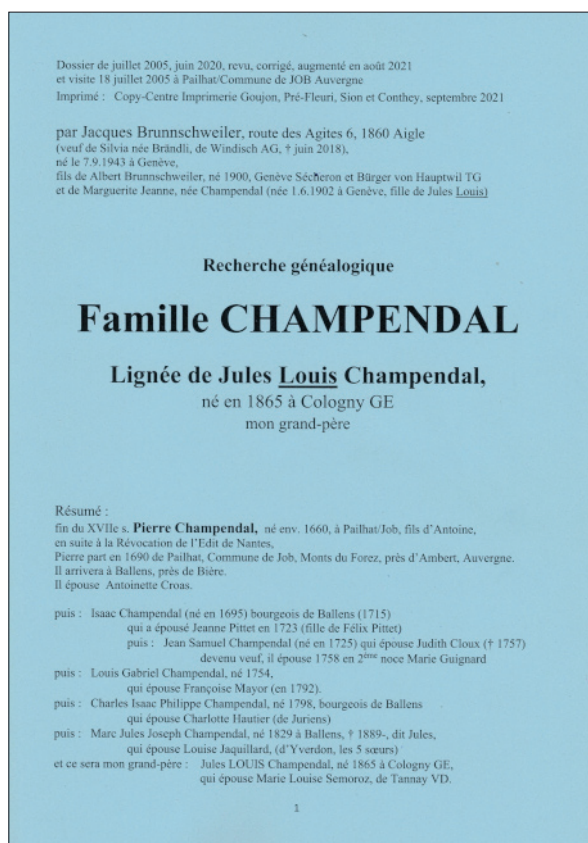 Dossier de juillet 2005, juin 2020, revu, corrigé, augmenté en août 2021
et visite 18 juillet 2005 à Pailhat/Commune de JOB Auvergne
Imprimé : Copy-Centre Imprimerie Goujon, Pré-Fleuri, Sion et Conthey, septembre 2021
par Jacques Brunnschweiler, route des Agites 6, 1860 Aigle
(veuf de Silvia née Brändli, de Windisch AG, † juin 2018),
né le 7.9.1943 à Genève,
fils de Albert Brunnschweiler, né 1900, Genève Sécheron et Bürger von Hauptwil TG
et de Marguerite Jeanne, née Champendal (née 1.6.1902 à Genève, fille de Jules Louis)
Recherche généalogique
Famille CHAMPENDAL
Lignée de Jules Louis Champendal,
né en 1865 à Cologny GE
mon grand-père
Résumé :
fin du XVIIe s. Pierre Champendal, né env. 1660, à Pailhat/Job, fils d'Antoine,
en suite à la Révocation de l'Edit de Nantes,
Pierre part en 1690 de Pailhat, Commune de Job, Monts du Forez, près d'Ambert, Auvergne.
Il arrivera à Ballens, près de Bière.
Il épouse Antoinette Croas.
puis : Isaac Champendal (né en 1695) bourgeois de Ballens (1715)
qui a épousé Jeanne Pittet en 1723 (fille de Félix Pittet)
puis : Jean Samuel Champendal (né en 1725) qui épouse Judith Cloux († 1757)
devenu veuf, il épouse 1758 en 2ème noce Marie Guignard
puis : Louis Gabriel Champendal, né 1754,
qui épouse Françoise Mayor (en 1792).
puis : Charles Isaac Philippe Champendal, né 1798, bourgeois de Ballens
qui épouse Charlotte Hautier (de Juriens)
puis : Marc Jules Joseph Champendal, né 1829 à Ballens, † 1889-, dit Jules,
qui épouse Louise Jaquillard, (d'Yverdon, les 5 sœurs)
et ce sera mon grand-père : Jules LOUIS Champendal, né 1865 à Cologny GE,
qui épouse Marie Louise Semoroz, de Tannay VD.
1